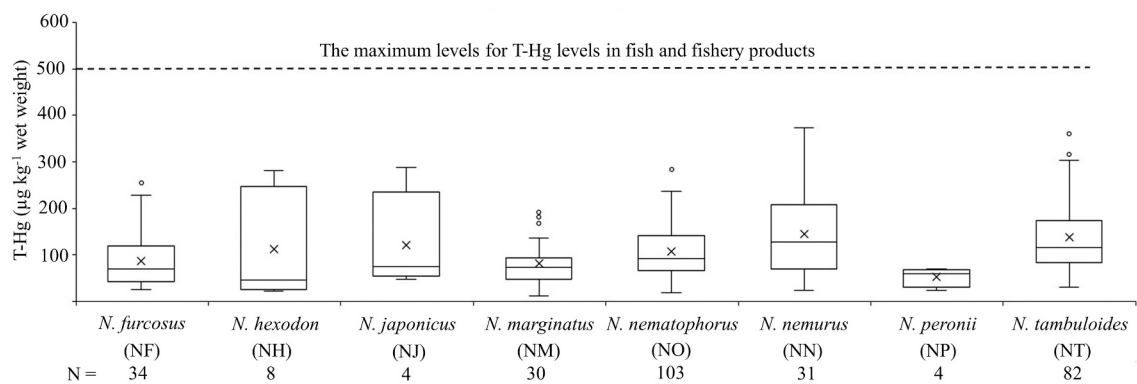 600
The maximum levels for T-Hg levels in fish and fishery products
500
400
300
200
100
T-Hg (µg kg⁻¹ wet weight)
N. furcosus N. hexodon N. japonicus N. marginatus N. nematophorus N. nemurus N. peronii N. tambuloides
(NF) (NH) (NJ) (NM) (NO) (NN) (NP) (NT)
N = 34 8 4 30 103 31 4 82